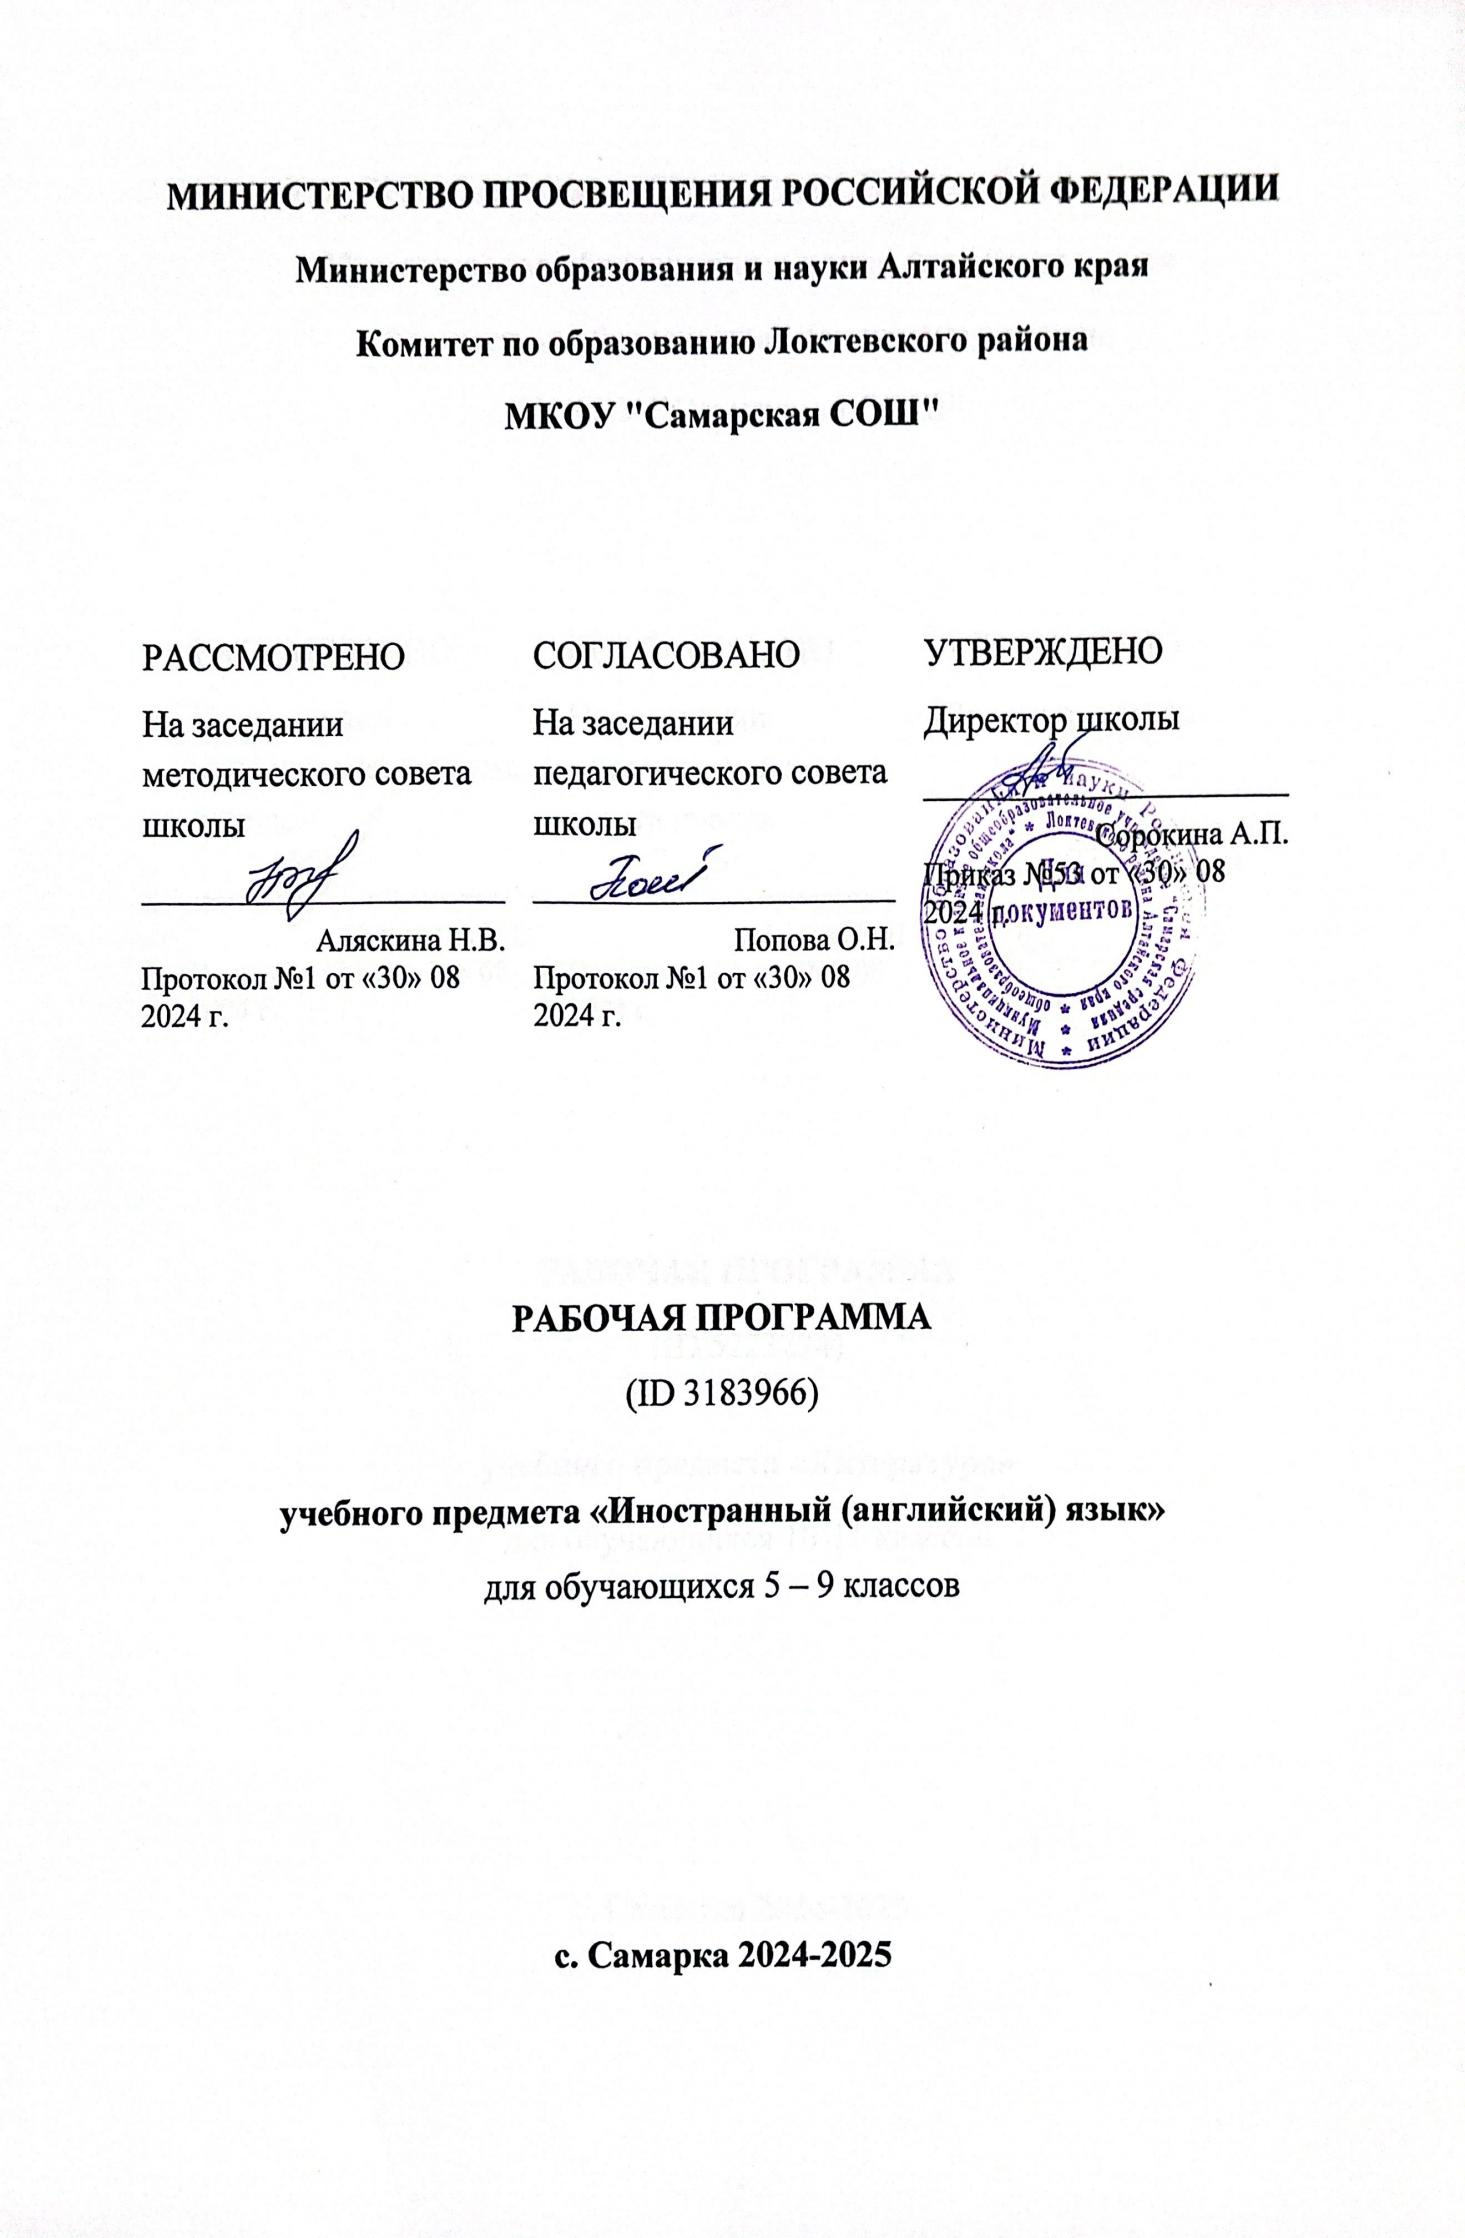 МИНИСТЕРСТВО ПРОСВЕЩЕНИЯ РОССИЙСКОЙ ФЕДЕРАЦИИ
Министерство образования и науки Алтайского края
Комитет по образованию Локтевского района
МКОУ "Самарская СОШ"
РАССМОТРЕНО
На заседании
методического совета
школы
Аляскина Н.В.
Протокол №1 от «30» 08
2024 г.
СОГЛАСОВАНО
На заседании
педагогического совета
школы
Попова О.Н.
Протокол №1 от «30» 08
2024 г.
УТВЕРЖДЕНО
Директор школы
Сорокина А.П.
Приказ №53 от «30» 08
2024 г.
Для
документов
РАБОЧАЯ ПРОГРАММА
(ID 3183966)
учебного предмета «Иностранный (английский) язык»
для обучающихся 5 – 9 классов
с. Самарка 2024-2025